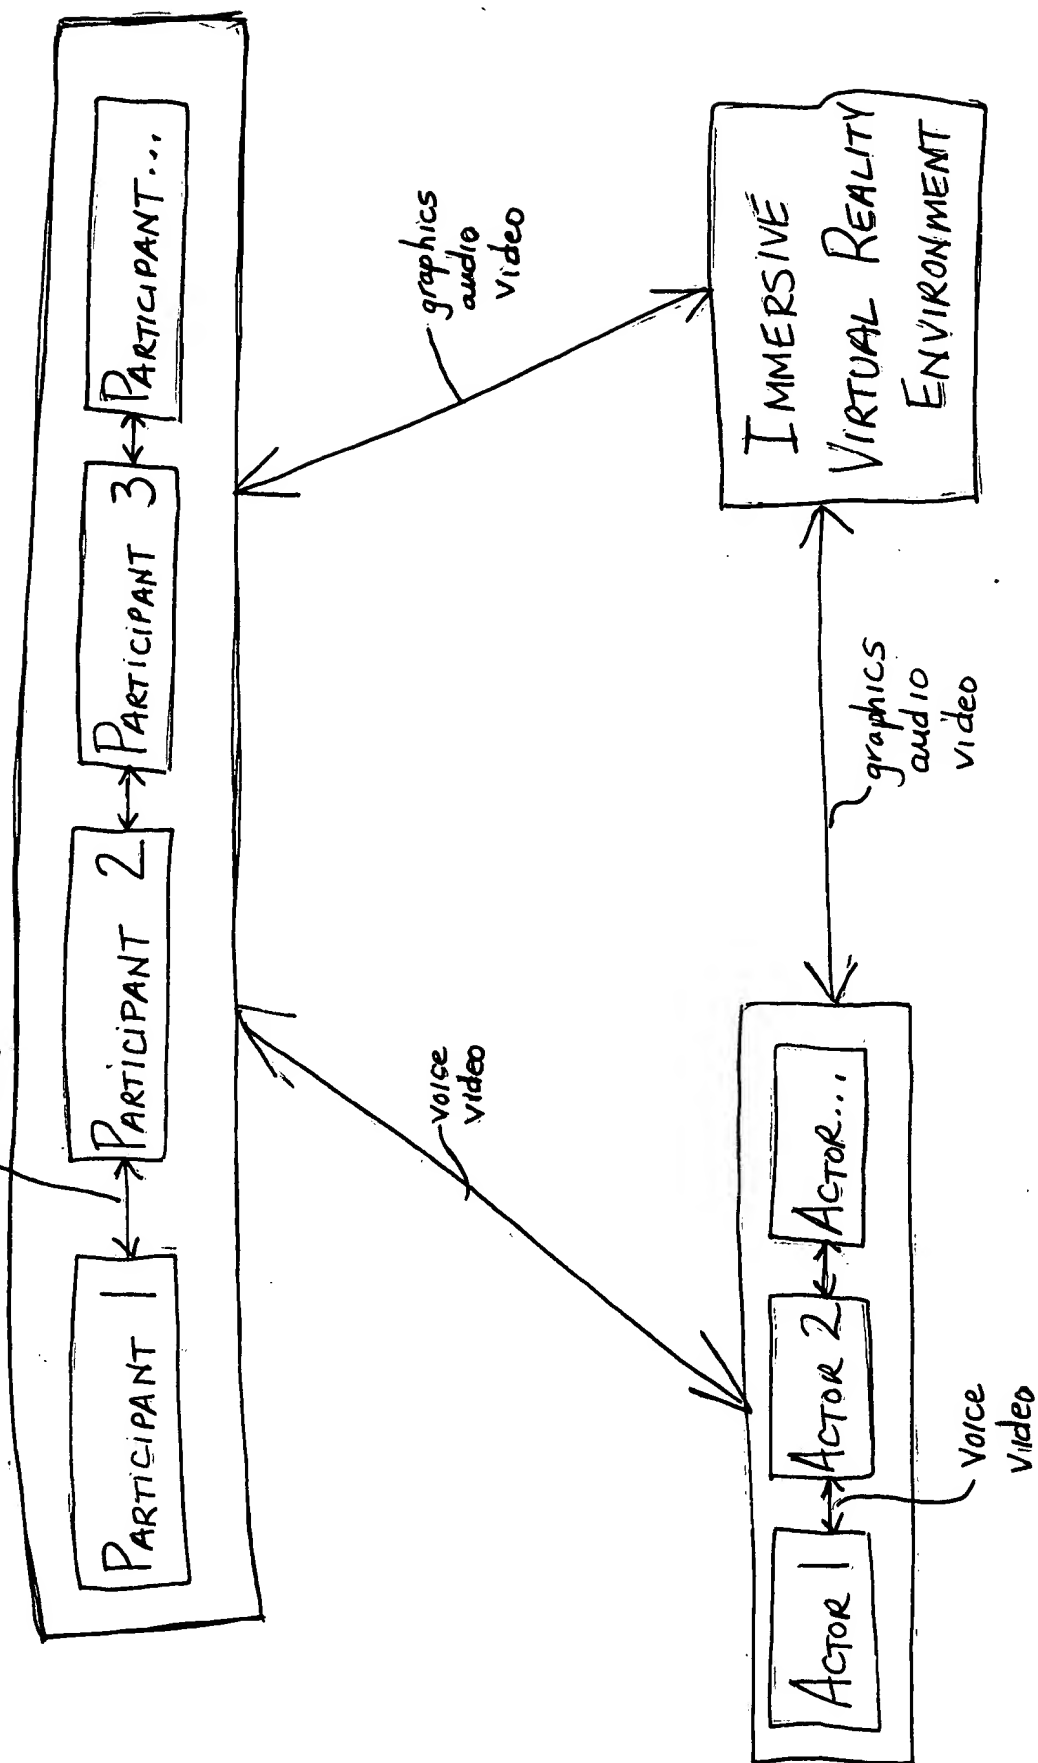 PARTICIPANT 1
PARTICIPANT 2
PARTICIPANT 3
PARTICIPANT...
voice
video
graphics
audio
video
ACTOR 1
ACTOR 2
ACTOR...
voice
video
graphics
audio
video
IMMERSIVE
VIRTUAL REALITY
ENVIRONMENT